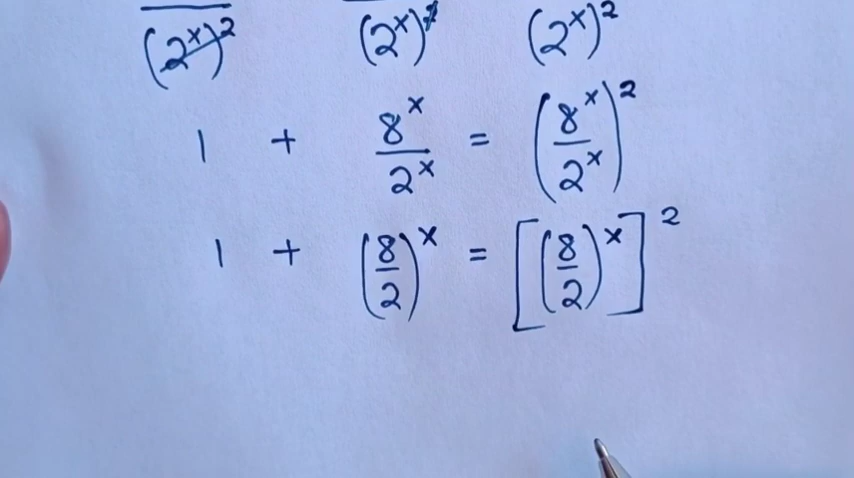 (2^x)^2 (2^x)^2 (2^x)^2
1 + 8^x/2^x = (8^x/2^x)^2
1 + (8/2)^x = [(8/2)^x]^2